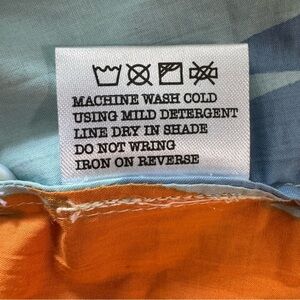 MACHINE WASH COLD
USING MILD DETERGENT
LINE DRY IN SHADE
DO NOT WRING
IRON ON REVERSE